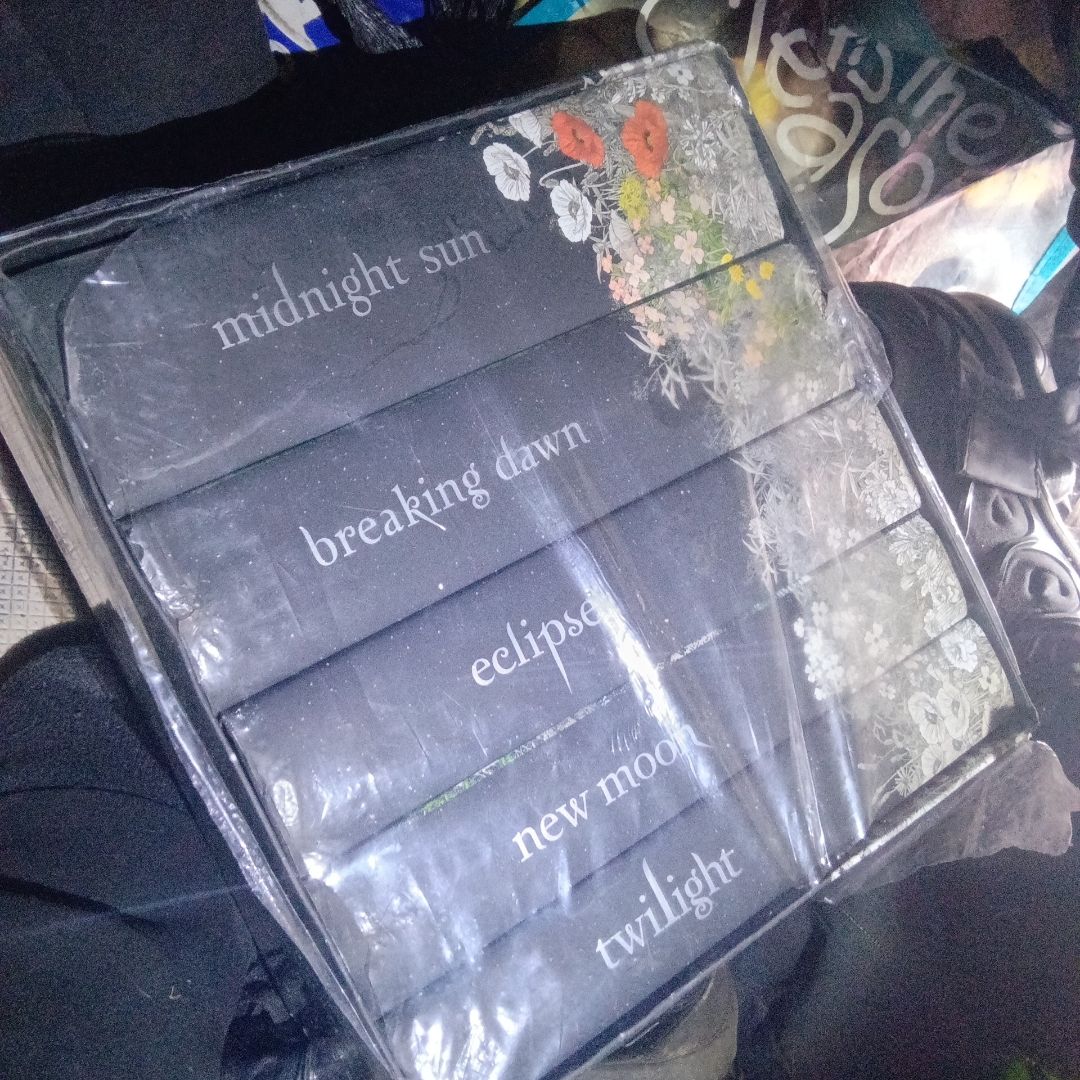 midnight sun
breaking dawn
eclipse
new moon
twilight